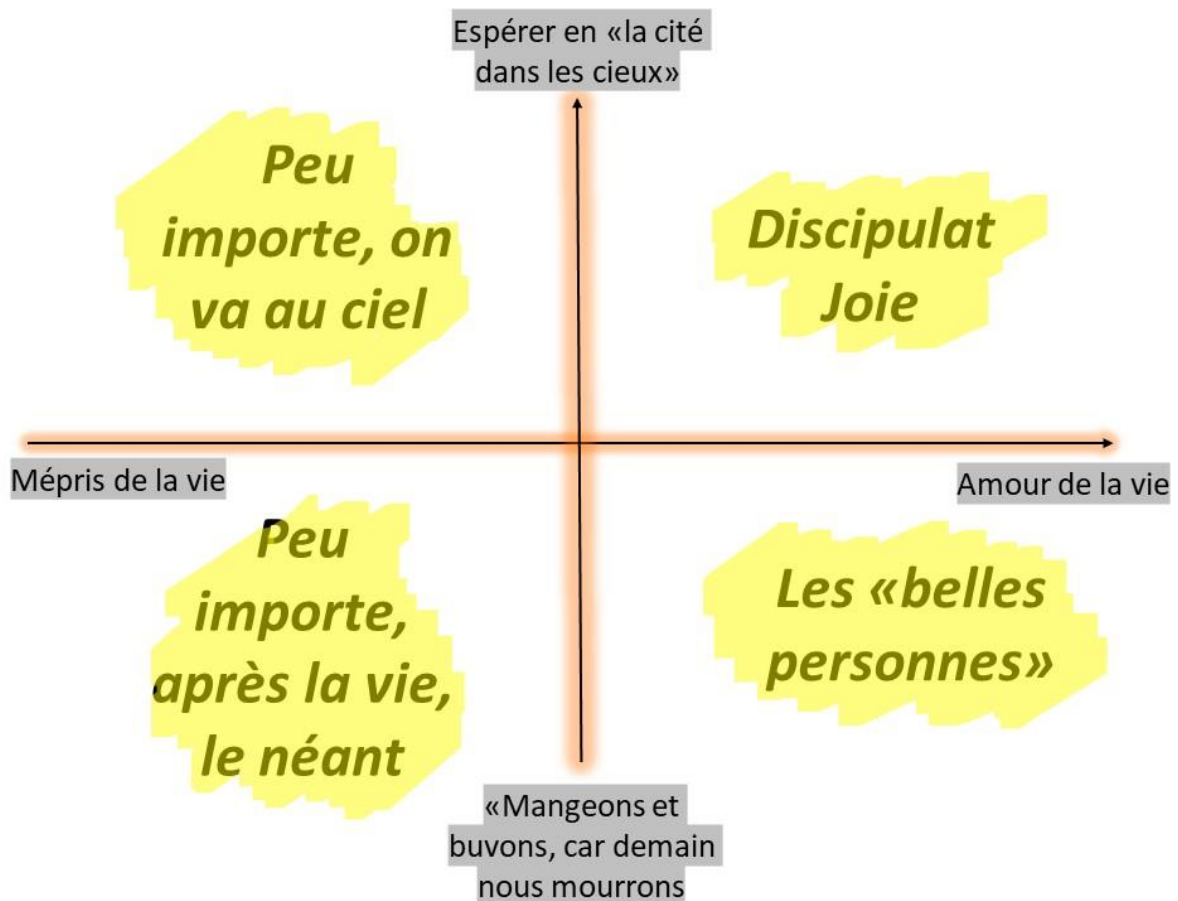 Espérer en «la cité
dans les cieux»
Peu
importe, on
va au ciel
Discipulat
Joie
Mépris de la vie
Amour de la vie
Peu
importe,
après la vie,
le néant
Les «belles
personnes»
«Mangeons et
buvons, car demain
nous mourrons